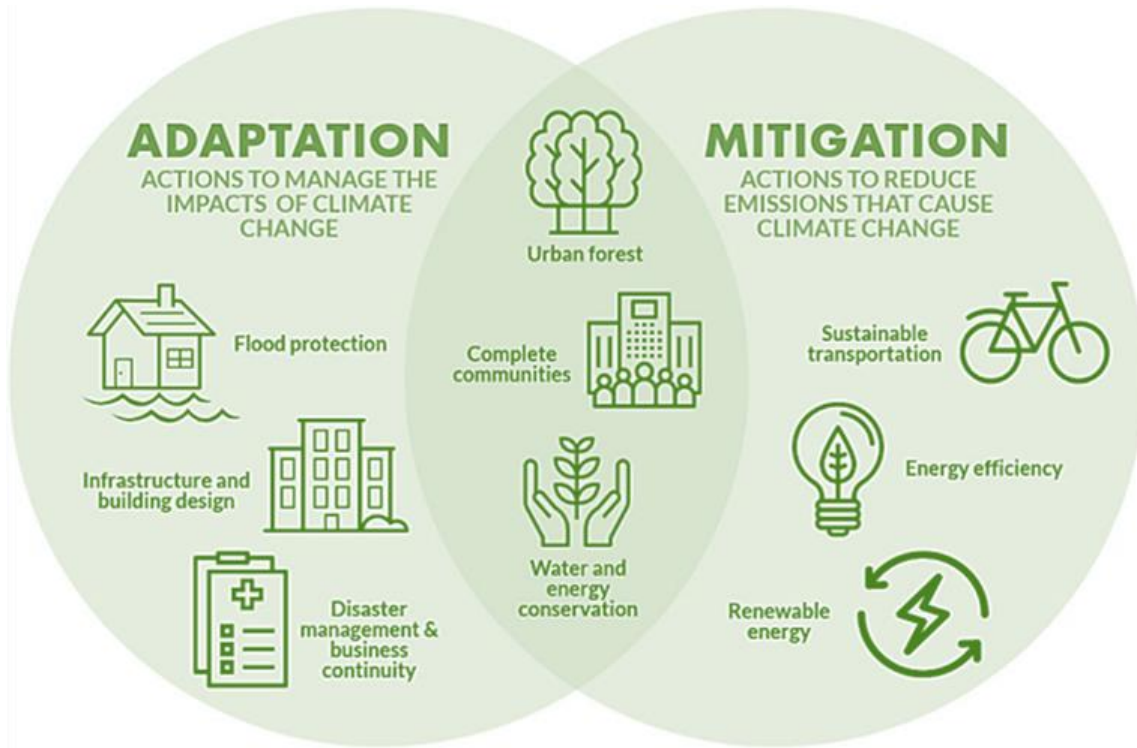 ADAPTATION
ACTIONS TO MANAGE THE
IMPACTS OF CLIMATE
CHANGE
Flood protection
Infrastructure and
building design
Disaster
management &
business
continuity
Urban forest
Complete
communities
Water and
energy
conservation
MITIGATION
ACTIONS TO REDUCE
EMISSIONS THAT CAUSE
CLIMATE CHANGE
Sustainable
transportation
Energy efficiency
Renewable
energy